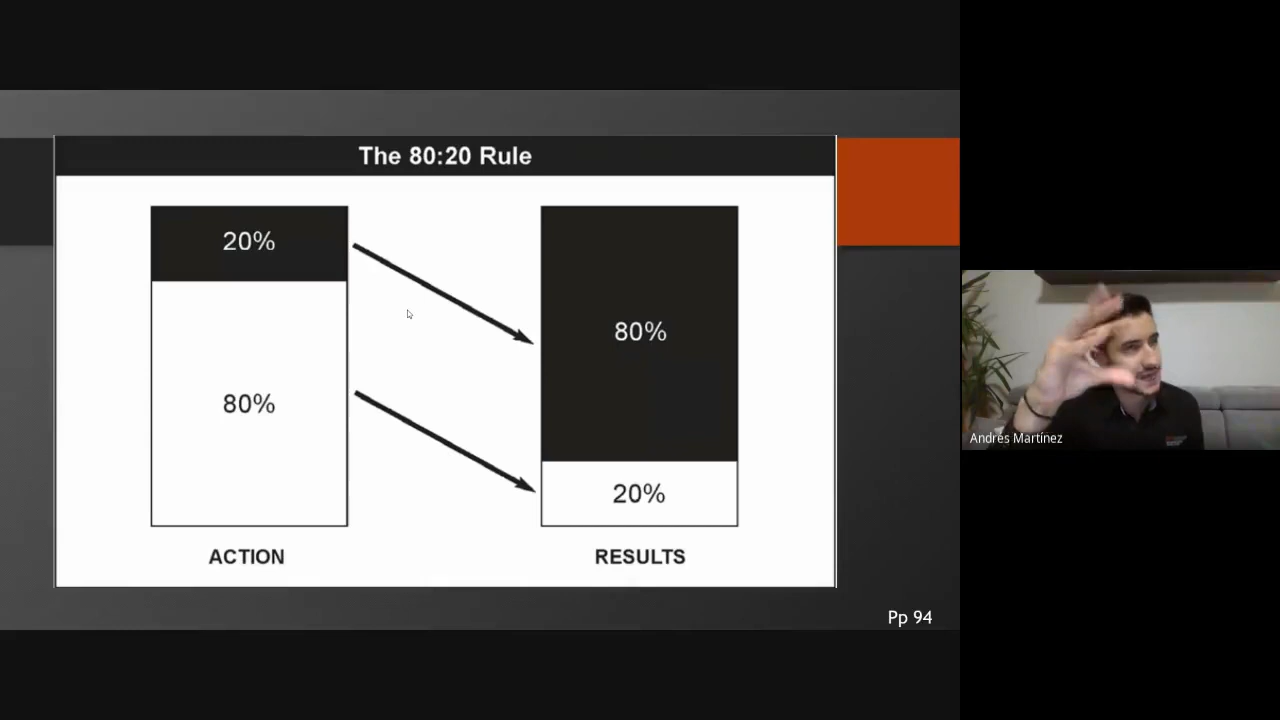 The 80:20 Rule
20%
80%
80%
20%
ACTION
RESULTS
Pp 94
Andrés Martínez